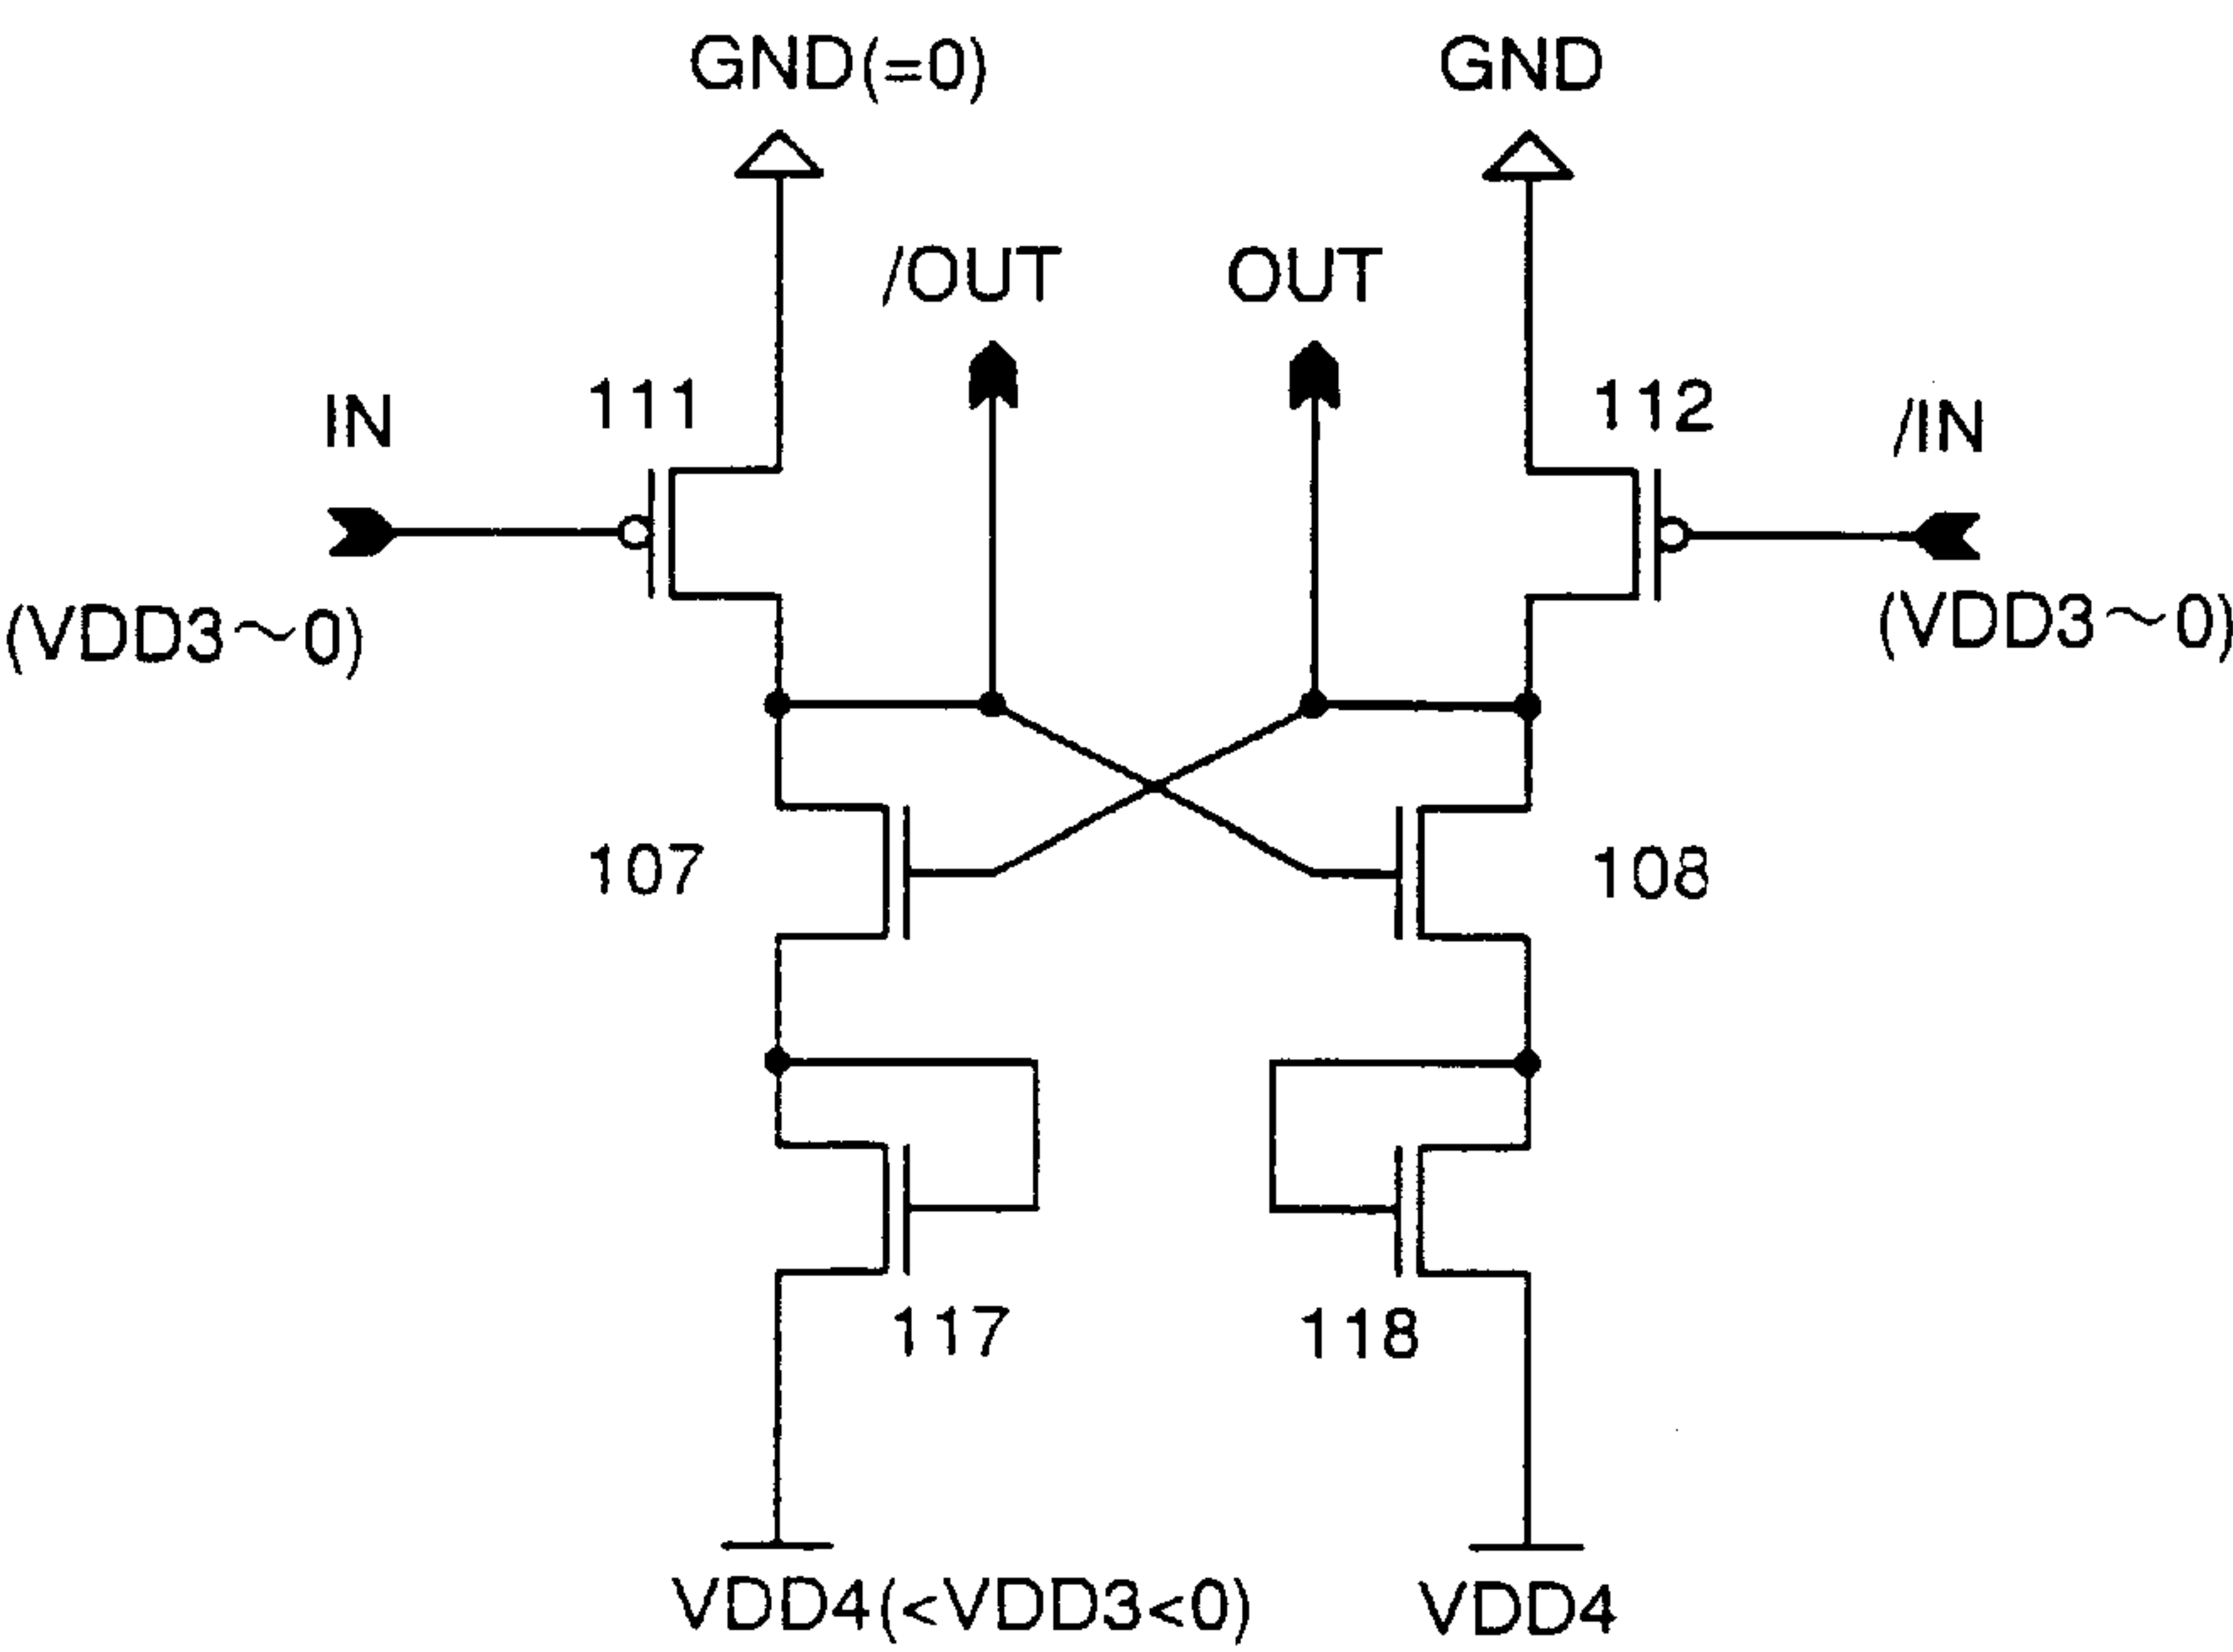 GND(=0)
GND
/OUT
OUT
111
112
IN
/IN
(VDD3～0)
(VDD3～0)
107
108
117
118
VDD4(<VDD3<0)
VDD4